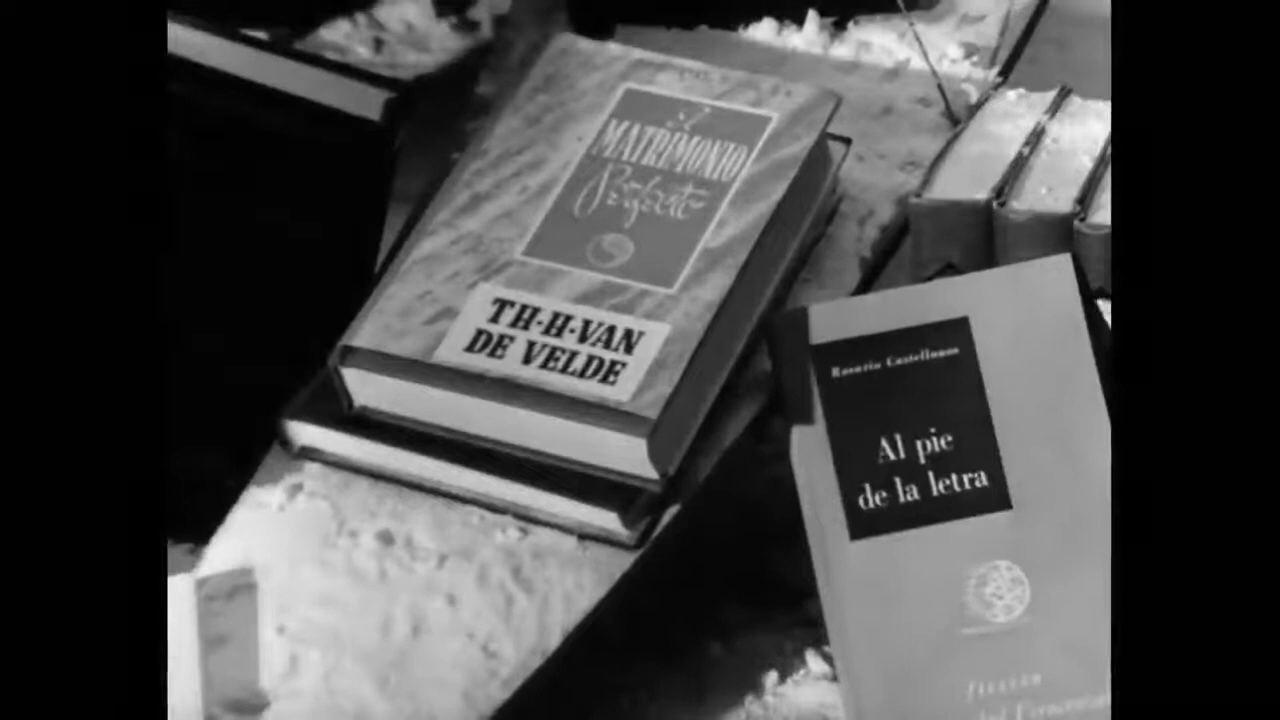 El
MATRIMONIO
Perfecto
TH·H·VAN
DE VELDE
Rosario Castellanos
Al pie
de la letra